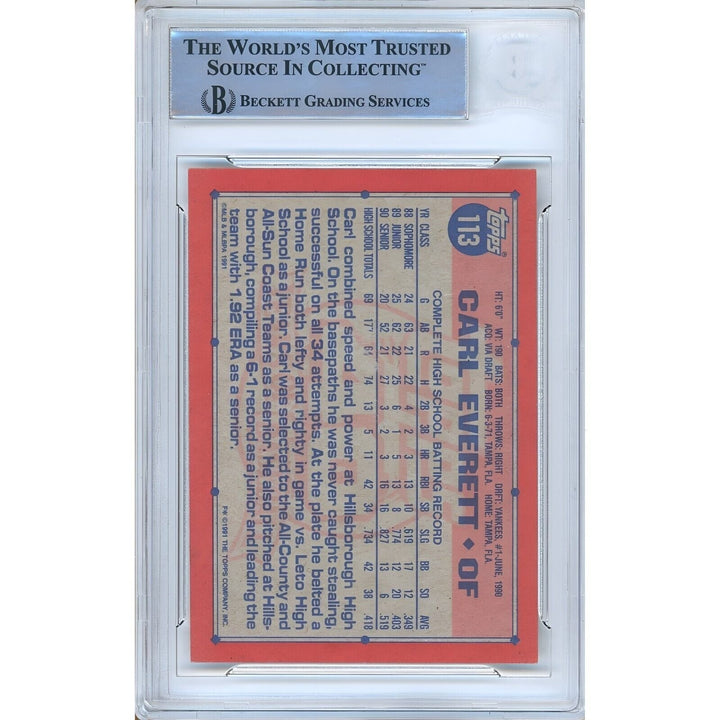 THE WORLD'S MOST TRUSTED
SOURCE IN COLLECTING™
BECKETT GRADING SERVICES
topps®
113
CARL EVERETT • OF
HT: 6'0" WT: 190 BATS: BOTH THROWS: RIGHT DRFT: YANKEES, #1-JUNE, 1990
ACQ: VIA DRAFT BORN: 6-3-71, TAMPA, FLA. HOME: TAMPA, FLA.
COMPLETE HIGH SCHOOL BATTING RECORD
YR CLASS G AB R H 2B 3B HR RBI SB SLG BB SO AVG
88 SOPHOMORE 24 63 21 22 4 2 3 13 10 .619 17 12 .349
89 JUNIOR 25 62 22 25 6 1 5 13 8 .774 12 20 .403
90 SENIOR 20 52 21 27 3 2 3 16 16 .827 13 6 .519
HIGH SCHOOL TOTALS 69 177 64 74 13 5 11 42 34 .734 42 38 .418
Carl combined speed and power at Hillsborough High
School. On the basepaths he was never caught stealing,
successful on all 34 attempts. At the plate he belted a
Home Run both lefty and righty in game vs. Leto High
School as a junior. Carl was selected to the All-County and
All-Sun Coast Teams as a senior. He also pitched at Hills-
borough, compiling a 6-1 record as a junior and leading the
team with 1.92 ERA as a senior.
©MLB & MLBPA 1991
F#©1991 THE TOPPS COMPANY, INC.